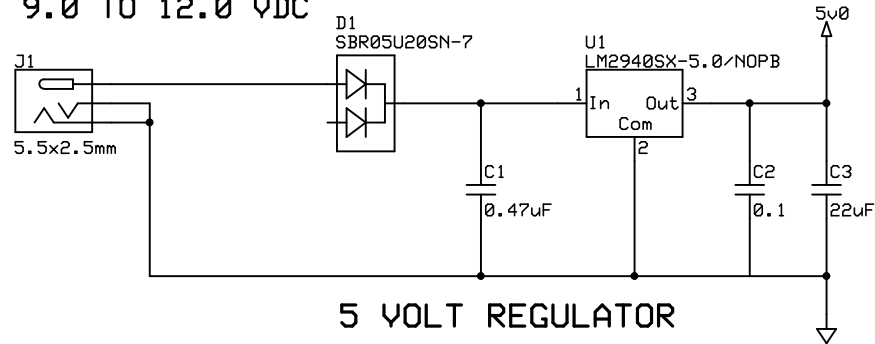 9.0 TO 12.0 VDC
D1
SBR05U20SN-7
J1
5.5x2.5mm
U1
LM2940SX-5.0/NOPB
1
In
Out
3
Com
2
5v0
C1
0.47uF
C2
0.1
C3
22uF
5 VOLT REGULATOR